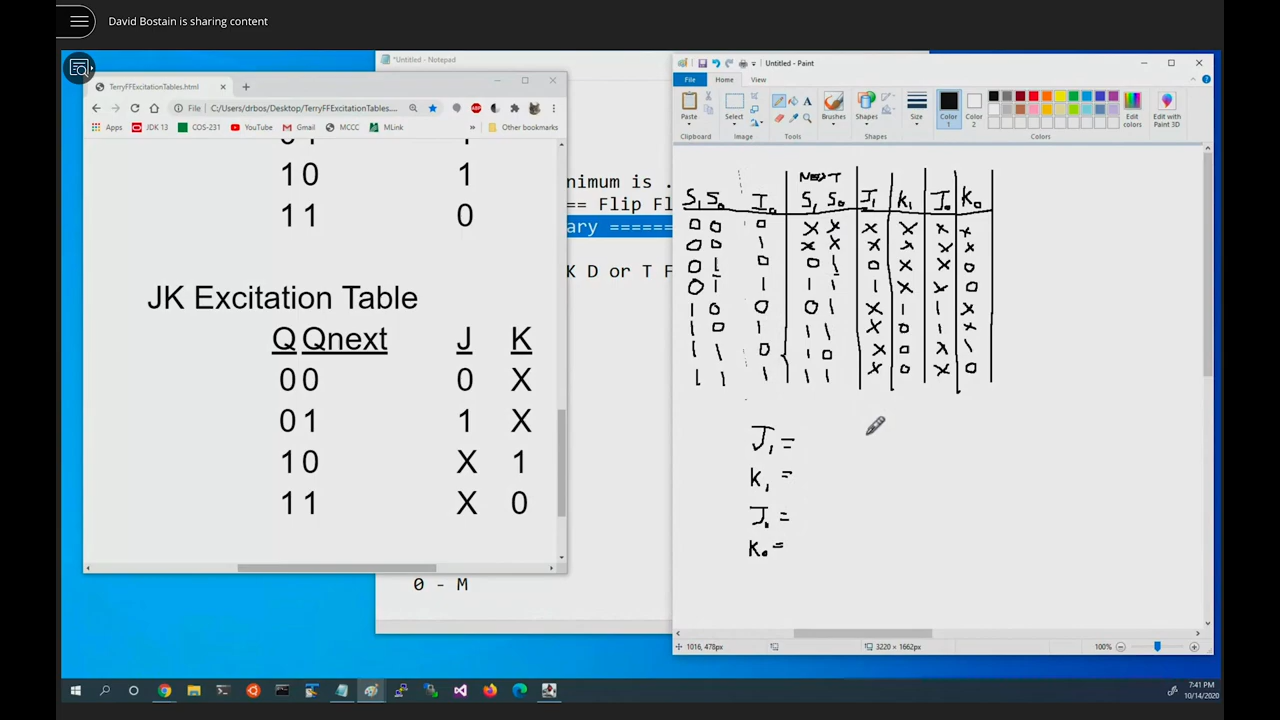 David Bostain is sharing content
*Untitled - Notepad
TerryFFExcitationTables.html
File C:/Users/drbos/Desktop/TerryFFExcitationTables....
Apps JDK 13 COS-231 YouTube Gmail MCCC MLink » Other bookmarks
10 1
11 0
JK Excitation Table
Q Qnext J K
00 0 X
01 1 X
10 X 1
11 X 0
nimum is .
== Flip Fl
ary =======
K D or T F
0 - M
Untitled - Paint
File Home View
Paste Select Brushes Shapes Size Color 1 Color 2 Edit colors Edit with Paint 3D
Clipboard Image Tools Shapes Colors
NEXT
S1 S0 I0 S1 S0 J1 K1 J0 K0
0 0 0 X X X X X X
0 0 1 X X X X X X
0 1 0 0 1 0 X X 0
0 1 1 1 1 1 X X 0
1 0 0 0 1 X 1 1 X
1 0 1 1 1 X 0 1 X
1 1 0 1 0 X 0 X 1
1 1 1 1 1 X 0 X 0
J1 =
K1 =
J0 =
K0 =
1016, 478px 3220 × 1662px 100%
7:41 PM
10/14/2020